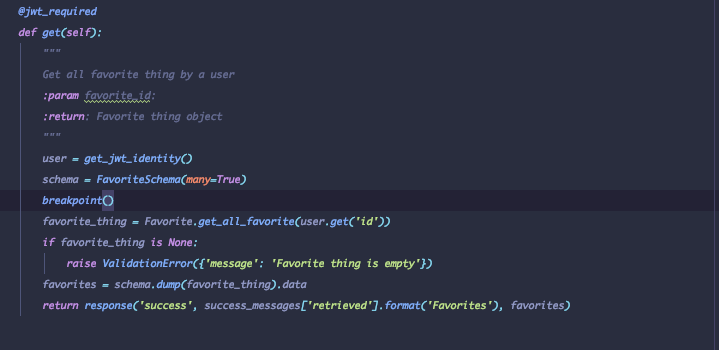 @jwt_required
def get(self):
"""
Get all favorite thing by a user
:param favorite_id:
:return: Favorite thing object
"""
user = get_jwt_identity()
schema = FavoriteSchema(many=True)
breakpoint()
favorite_thing = Favorite.get_all_favorite(user.get('id'))
if favorite_thing is None:
raise ValidationError({'message': 'Favorite thing is empty'})
favorites = schema.dump(favorite_thing).data
return response('success', success_messages['retrieved'].format('Favorites'), favorites)